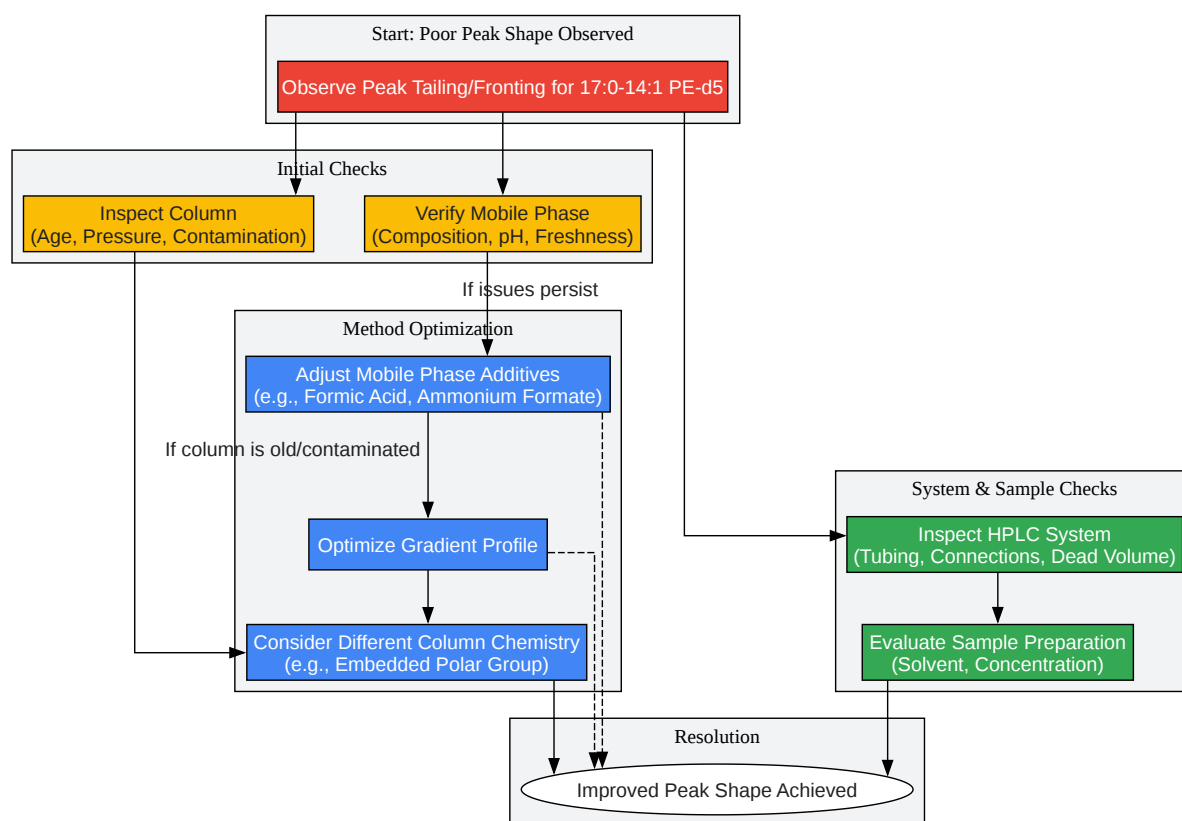 Start: Poor Peak Shape Observed
Observe Peak Tailing/Fronting for 17:0-14:1 PE-d5
Initial Checks
Inspect Column
(Age, Pressure, Contamination)
Verify Mobile Phase
(Composition, pH, Freshness)
If issues persist
Method Optimization
Adjust Mobile Phase Additives
(e.g., Formic Acid, Ammonium Formate)
If column is old/contaminated
Optimize Gradient Profile
Consider Different Column Chemistry
(e.g., Embedded Polar Group)
System & Sample Checks
Inspect HPLC System
(Tubing, Connections, Dead Volume)
Evaluate Sample Preparation
(Solvent, Concentration)
Resolution
Improved Peak Shape Achieved